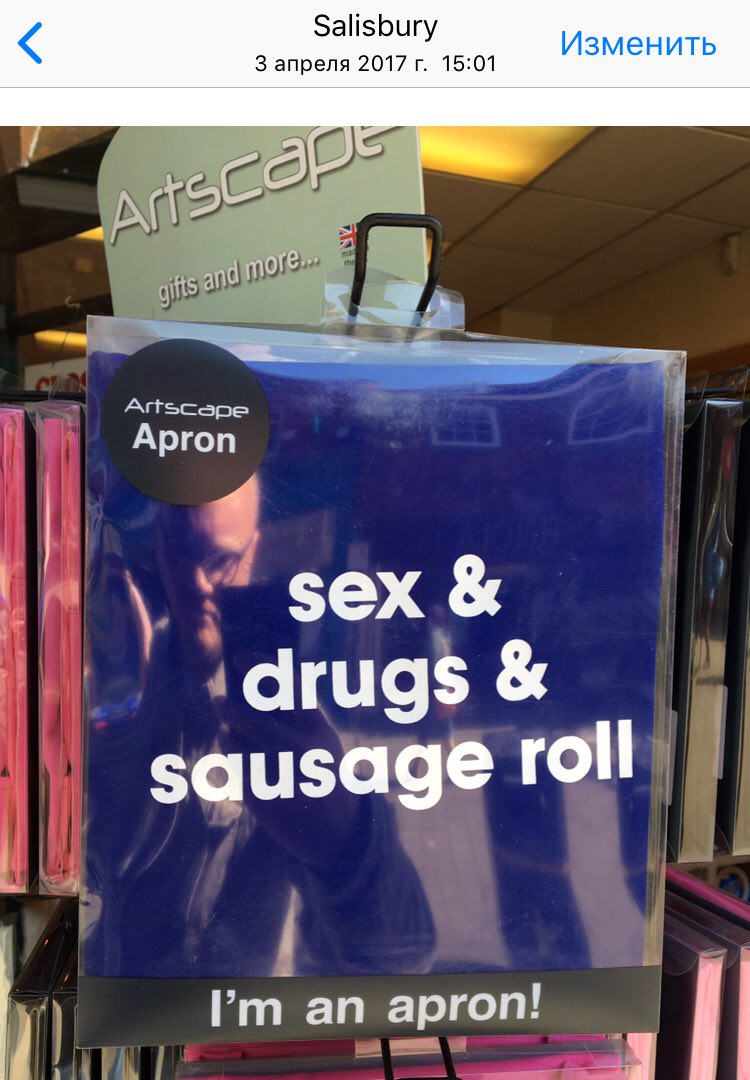 Salisbury
3 апреля 2017 г. 15:01
Изменить
Artscape
gifts and more...
Artscape
Apron
sex &
drugs &
sausage roll
I'm an apron!